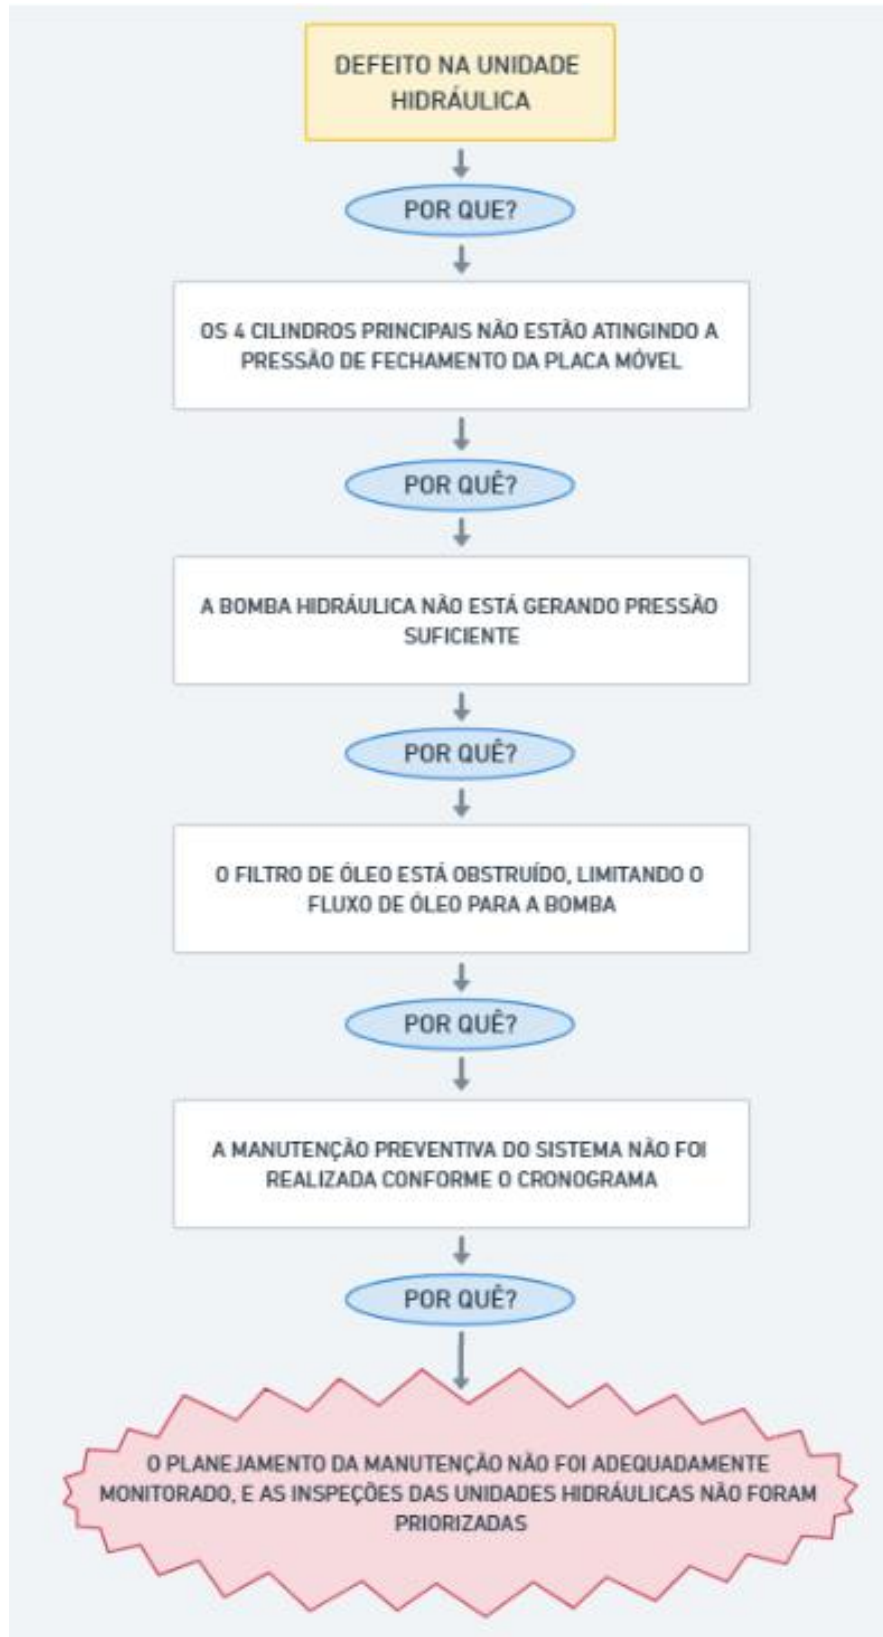 DEFEITO NA UNIDADE
HIDRÁULICA
POR QUE?
OS 4 CILINDROS PRINCIPAIS NÃO ESTÃO ATINGINDO A
PRESSÃO DE FECHAMENTO DA PLACA MÓVEL
POR QUÊ?
A BOMBA HIDRÁULICA NÃO ESTÁ GERANDO PRESSÃO
SUFICIENTE
POR QUÊ?
O FILTRO DE ÓLEO ESTÁ OBSTRUÍDO, LIMITANDO O
FLUXO DE ÓLEO PARA A BOMBA
POR QUÊ?
A MANUTENÇÃO PREVENTIVA DO SISTEMA NÃO FOI
REALIZADA CONFORME O CRONOGRAMA
POR QUÊ?
O PLANEJAMENTO DA MANUTENÇÃO NÃO FOI ADEQUADAMENTE
MONITORADO, E AS INSPEÇÕES DAS UNIDADES HIDRÁULICAS NÃO FORAM
PRIORIZADAS